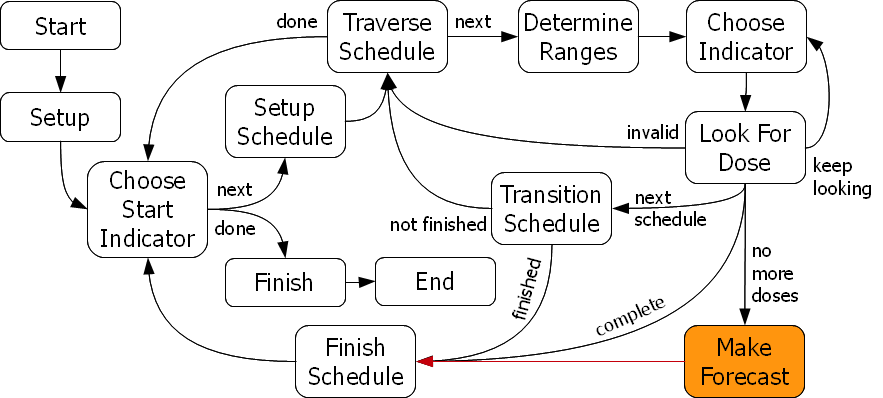 Start
done
Traverse
Schedule
next
Determine
Ranges
Choose
Indicator
Setup
Setup
Schedule
invalid
Look For
Dose
keep
looking
Choose
Start
Indicator
next
done
Transition
Schedule
next
schedule
not finished
Finish
End
finished
complete
no
more
doses
Finish
Schedule
Make
Forecast